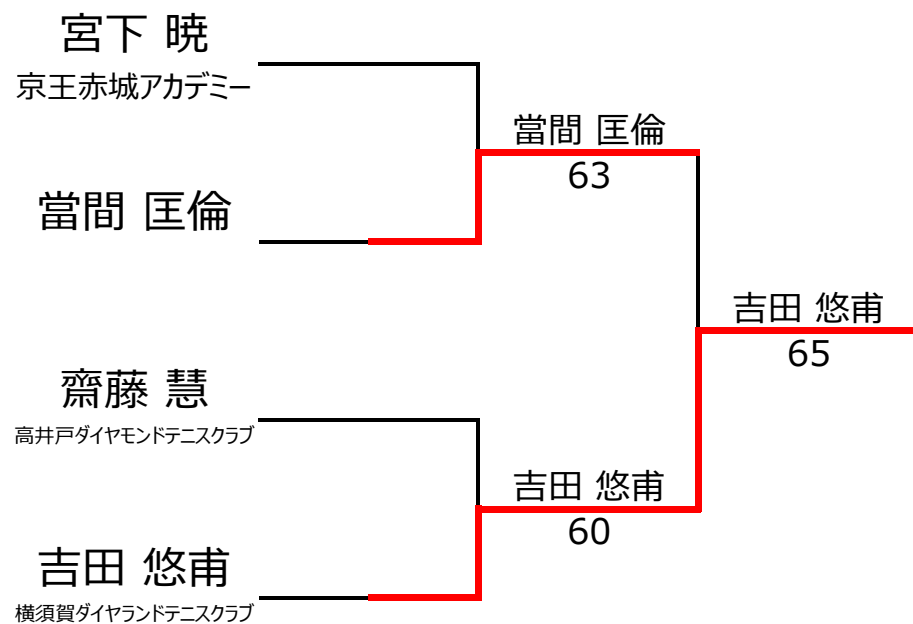 宮下 暁
京王赤城アカデミー
當間 匡倫
63
當間 匡倫
吉田 悠甫
65
齋藤 慧
高井戸ダイヤモンドテニスクラブ
吉田 悠甫
60
吉田 悠甫
横須賀ダイヤランドテニスクラブ